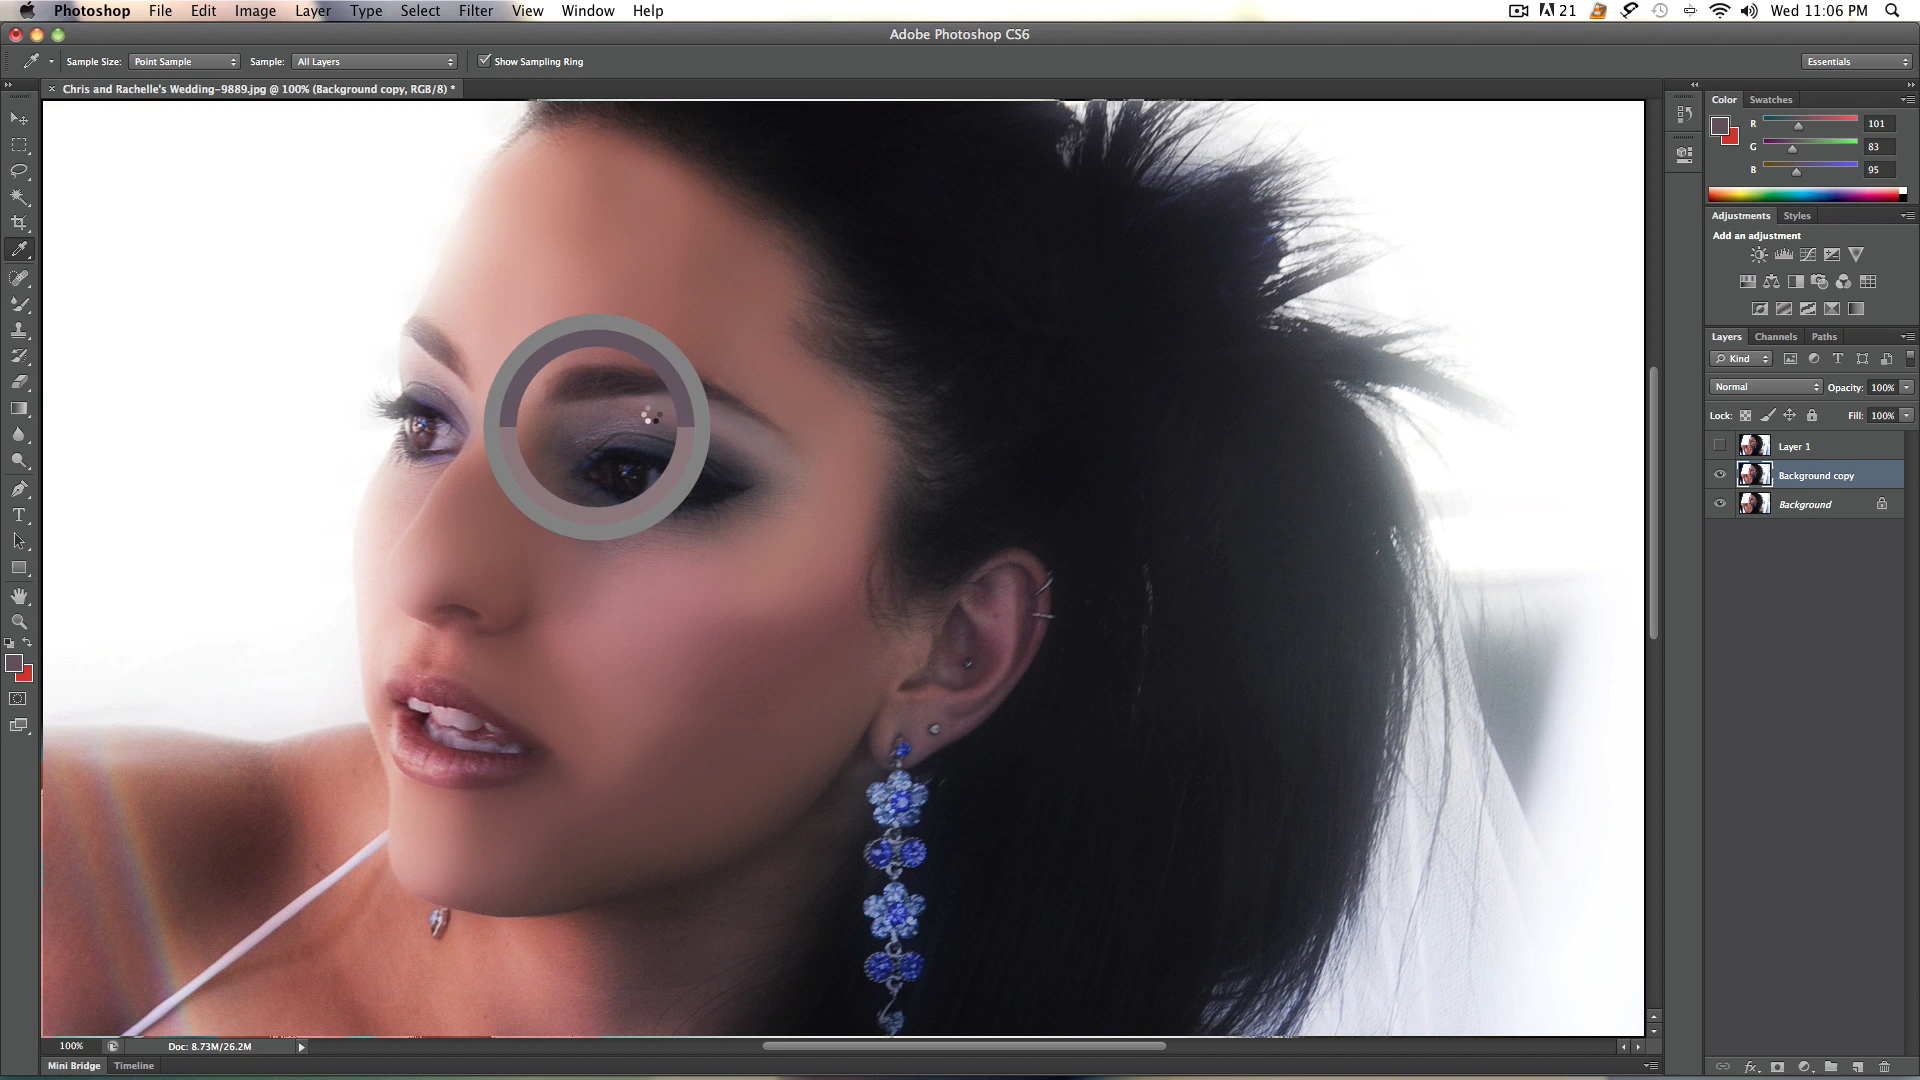 Photoshop File Edit Image Layer Type Select Filter View Window Help 21 Wed 11:06 PM
Adobe Photoshop CS6
Sample Size: Point Sample Sample: All Layers Show Sampling Ring Essentials
× Chris and Rachelle's Wedding-9889.jpg @ 100% (Background copy, RGB/8) *
Color Swatches
R 101
G 83
B 95
Adjustments Styles
Add an adjustment
Layers Channels Paths
Kind
Normal Opacity: 100%
Lock: Fill: 100%
Layer 1
Background copy
Background
100% Doc: 8.73M/26.2M
Mini Bridge Timeline